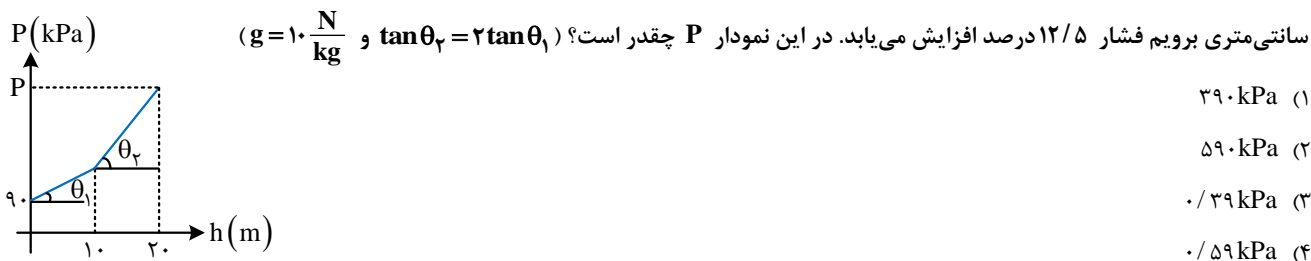 سانتی‌متری برویم فشار ۱۲/۵ درصد افزایش می‌یابد. در این نمودار P چقدر است؟ (tanθ۲ = ۲tanθ۱ و g = ۱۰ N/kg)
۱) ۳۹۰kPa
۲) ۵۹۰kPa
۳) ۰/۳۹kPa
۴) ۰/۵۹kPa
P(kPa)
P
θ۲
۹۰ θ۱
h(m)
۱۰ ۲۰